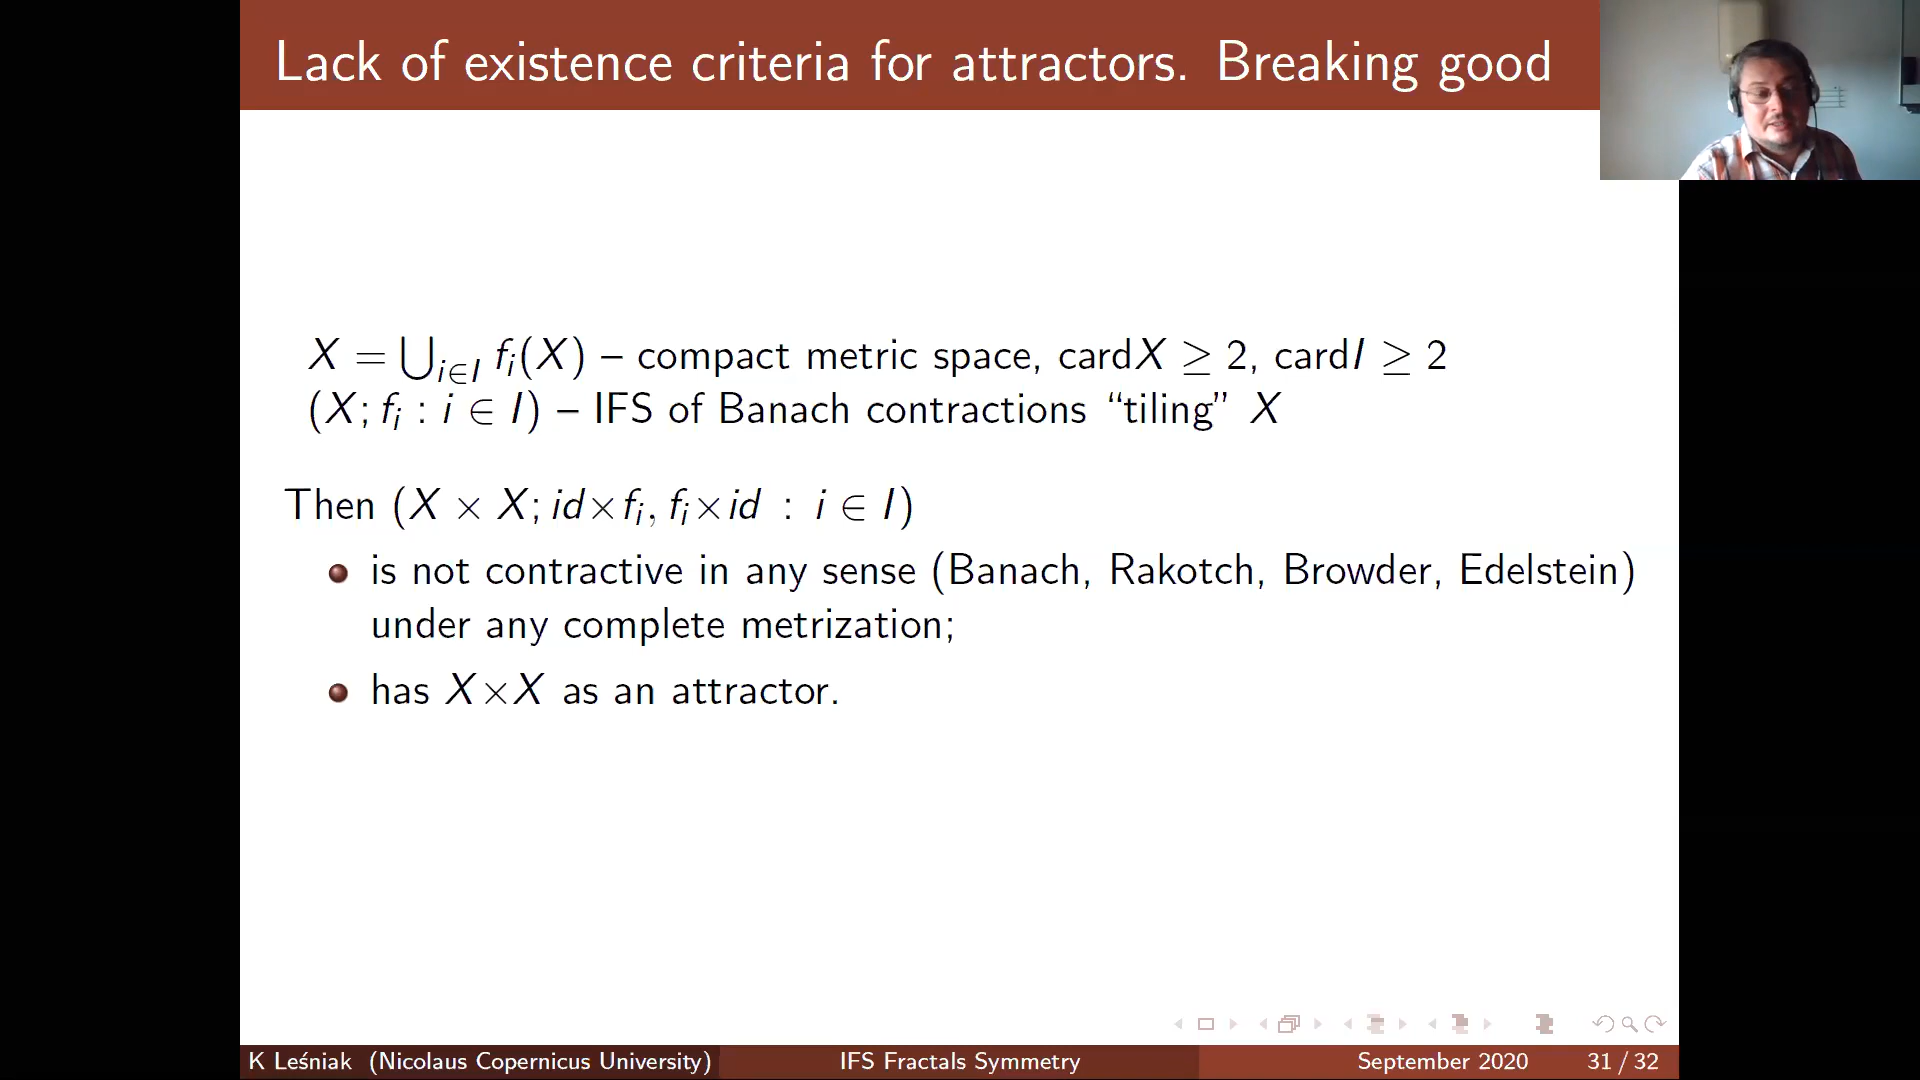 Lack of existence criteria for attractors. Breaking good
X = ⋃_{i∈I} f_i(X) – compact metric space, cardX ≥ 2, cardI ≥ 2
(X; f_i : i ∈ I) – IFS of Banach contractions “tiling” X
Then (X × X; id×f_i, f_i×id : i ∈ I)
is not contractive in any sense (Banach, Rakotch, Browder, Edelstein)
under any complete metrization;
has X×X as an attractor.
K Leśniak (Nicolaus Copernicus University) IFS Fractals Symmetry September 2020 31 / 32